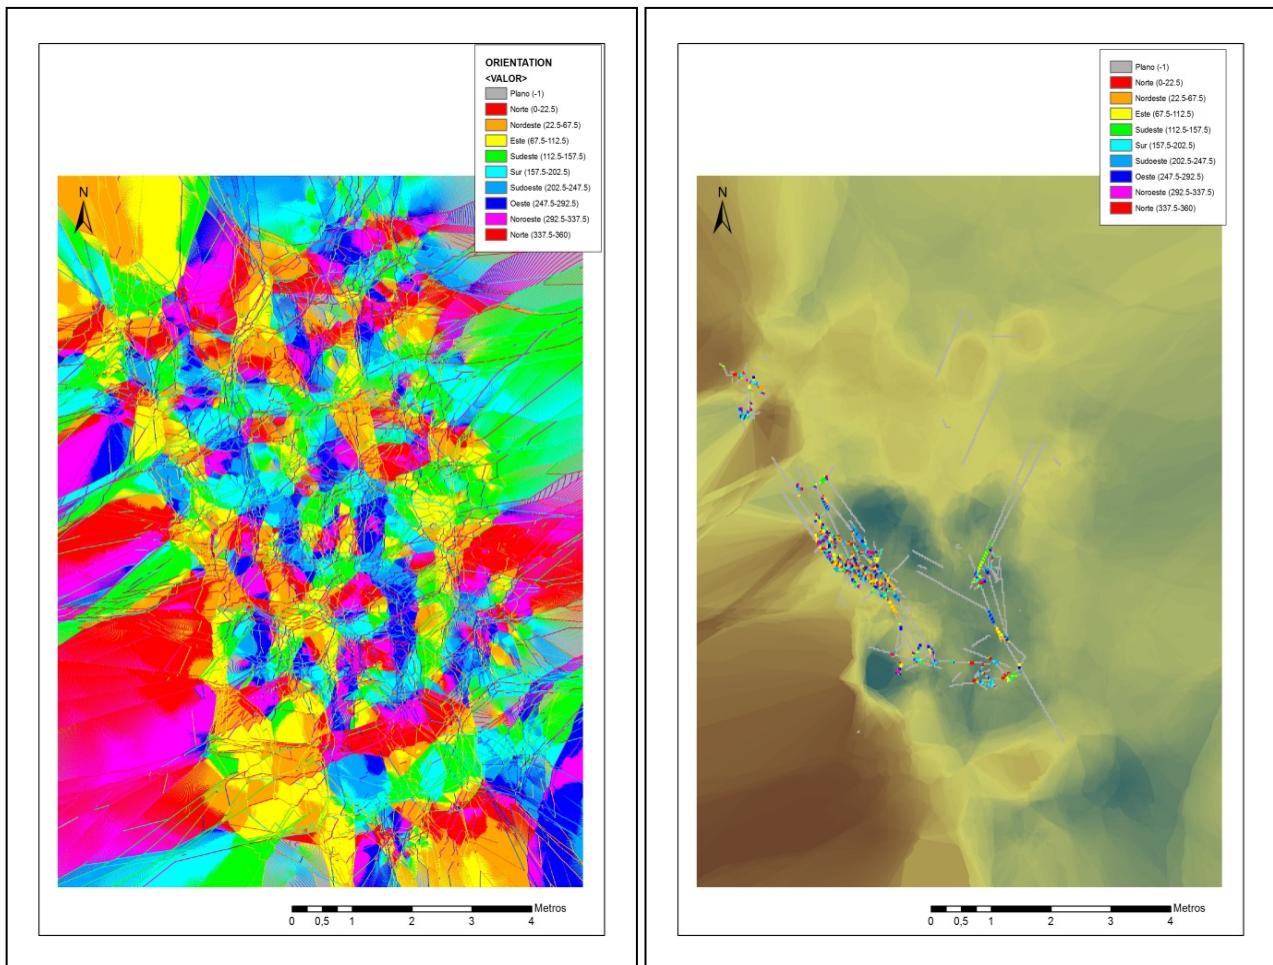 ORIENTATION
<VALOR>
Plano (-1)
Norte (0-22.5)
Nordeste (22.5-67.5)
Este (67.5-112.5)
Sudeste (112.5-157.5)
Sur (157.5-202.5)
Sudoeste (202.5-247.5)
Oeste (247.5-292.5)
Noroeste (292.5-337.5)
Norte (337.5-360)
N
Metros
0 0,5 1 2 3 4
Plano (-1)
Norte (0-22.5)
Nordeste (22.5-67.5)
Este (67.5-112.5)
Sudeste (112.5-157.5)
Sur (157.5-202.5)
Sudoeste (202.5-247.5)
Oeste (247.5-292.5)
Noroeste (292.5-337.5)
Norte (337.5-360)
N
Metros
0 0,5 1 2 3 4